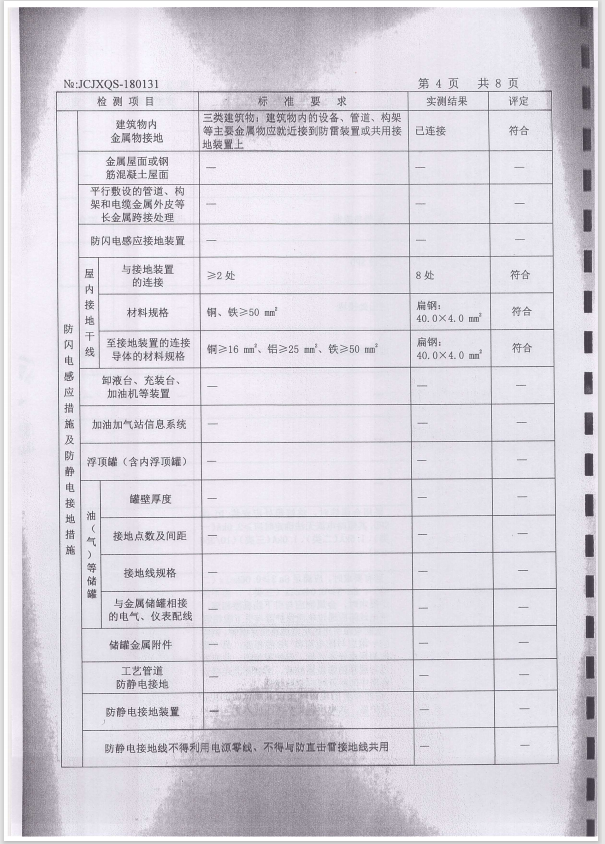 №:JCJXQS-180131
第 4 页 共 8 页
检 测 项 目 标 准 要 求 实测结果 评定
防闪电感应措施及防静电接地措施
建筑物内
金属物接地
三类建筑物：建筑物内的设备、管道、构架
等主要金属物应就近接到防雷装置或共用接
地装置上
已连接
符合
金属屋面或钢
筋混凝土屋面
— — —
平行敷设的管道、构
架和电缆金属外皮等
长金属跨接处理
— — —
防闪电感应接地装置 — — —
屋内接地干线
与接地装置
的连接
≥2 处 8 处 符合
材料规格
铜、铁≥50 mm²
扁钢：
40.0×4.0 mm²
符合
至接地装置的连接
导体的材料规格
铜≥16 mm²、铝≥25 mm²、铁≥50 mm²
扁钢：
40.0×4.0 mm²
符合
卸液台、充装台、
加油机等装置
— — —
加油加气站信息系统 — — —
浮顶罐（含内浮顶罐） — — —
油（气）等储罐
罐壁厚度 — — —
接地点数及间距 — — —
接地线规格 — — —
与金属储罐相接
的电气、仪表配线
— — —
储罐金属附件 — — —
工艺管道
防静电接地
— — —
防静电接地装置 — — —
防静电接地线不得利用电源零线、不得与防直击雷接地线共用 — —